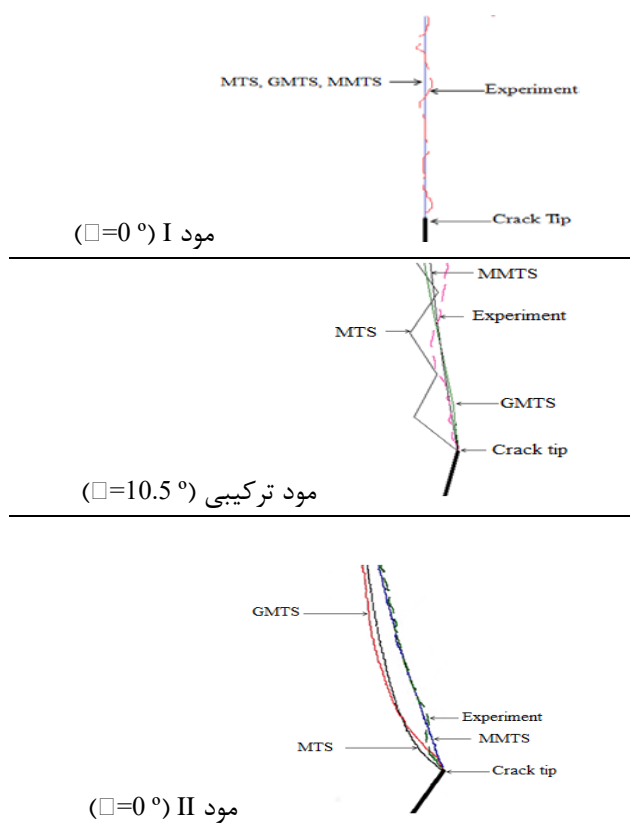 MTS, GMTS, MMTS
Experiment
Crack Tip
مود I (□=0 º)
MMTS
Experiment
MTS
GMTS
Crack tip
مود ترکیبی (□=10.5 º)
GMTS
Experiment
MMTS
MTS
Crack tip
مود II (□=0 º)